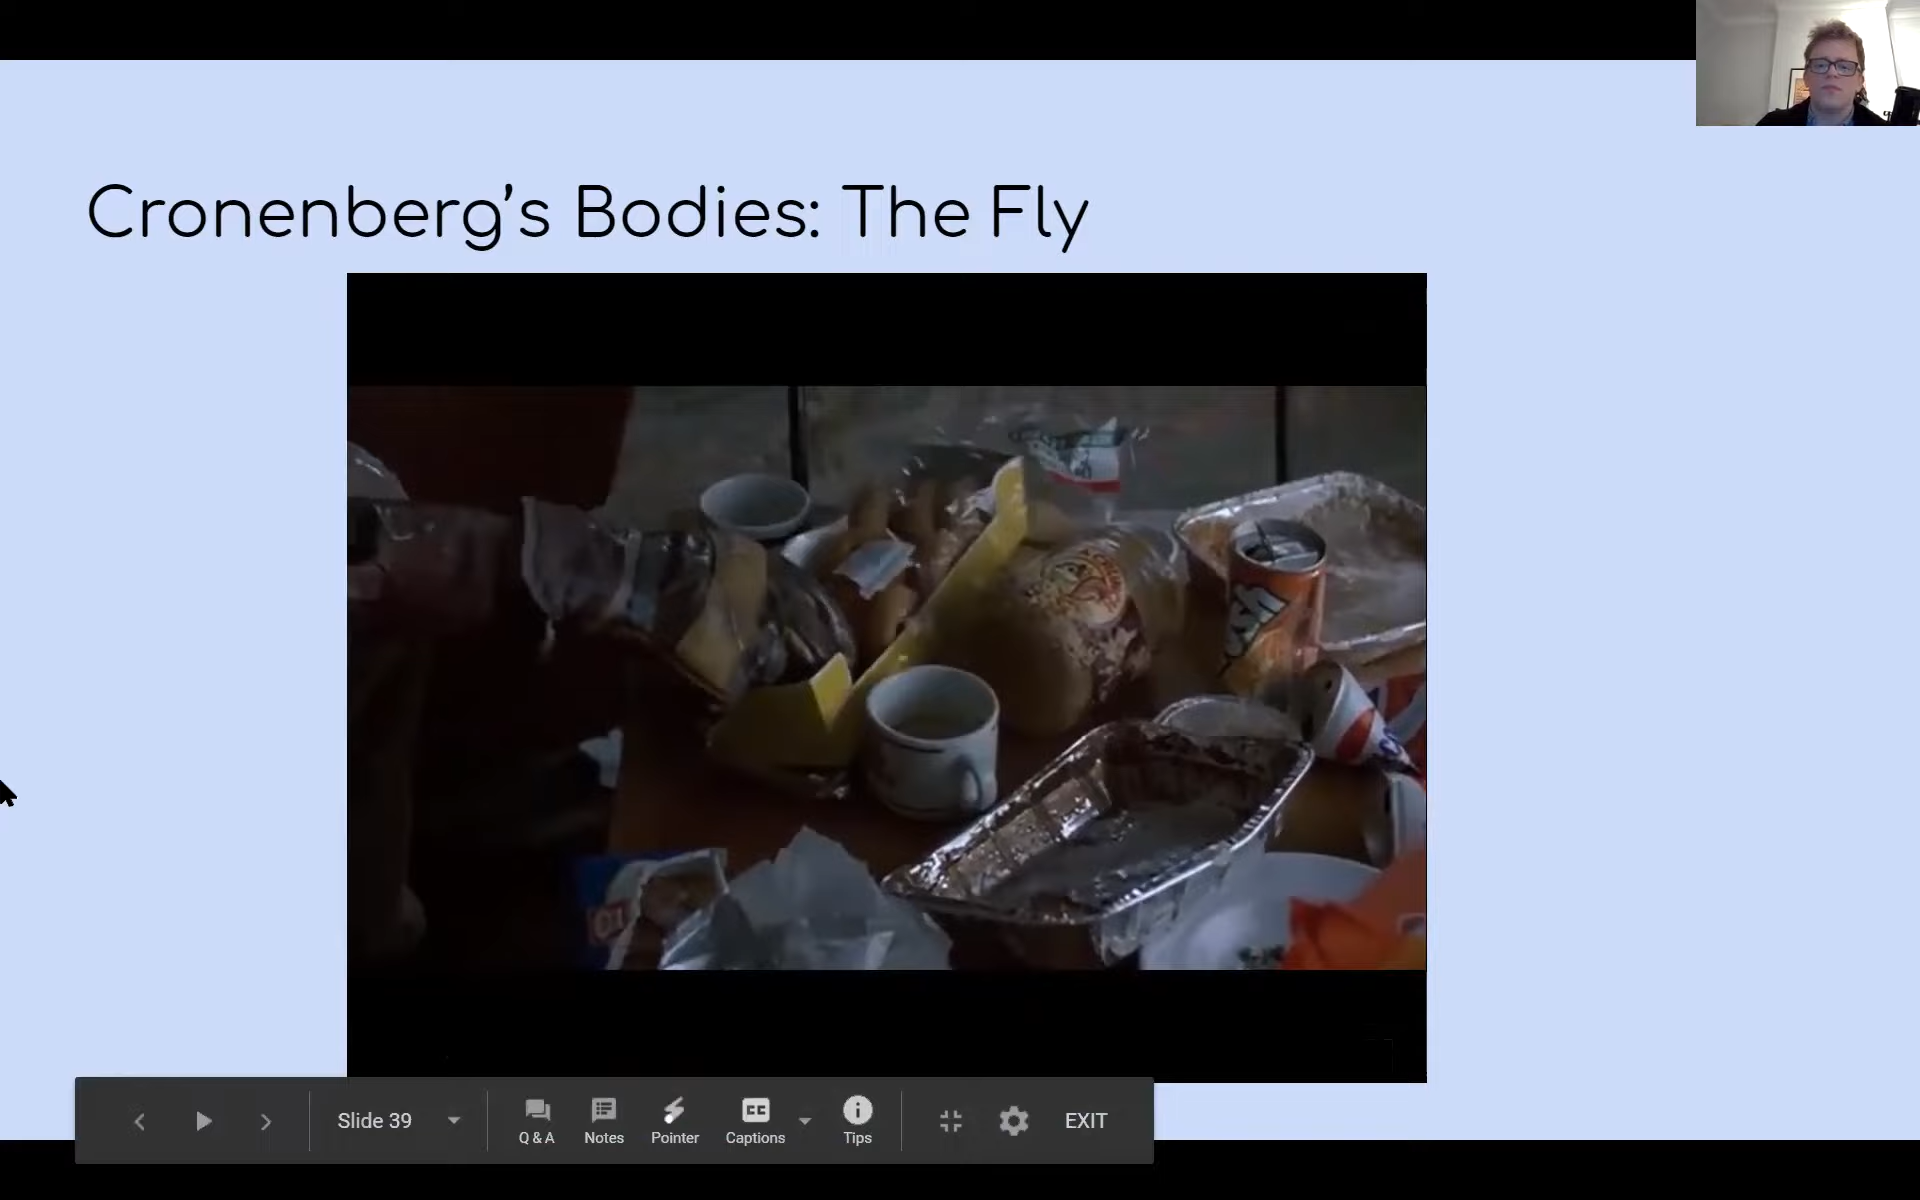 Cronenberg's Bodies: The Fly
Slide 39
Q & A
Notes
Pointer
Captions
Tips
EXIT